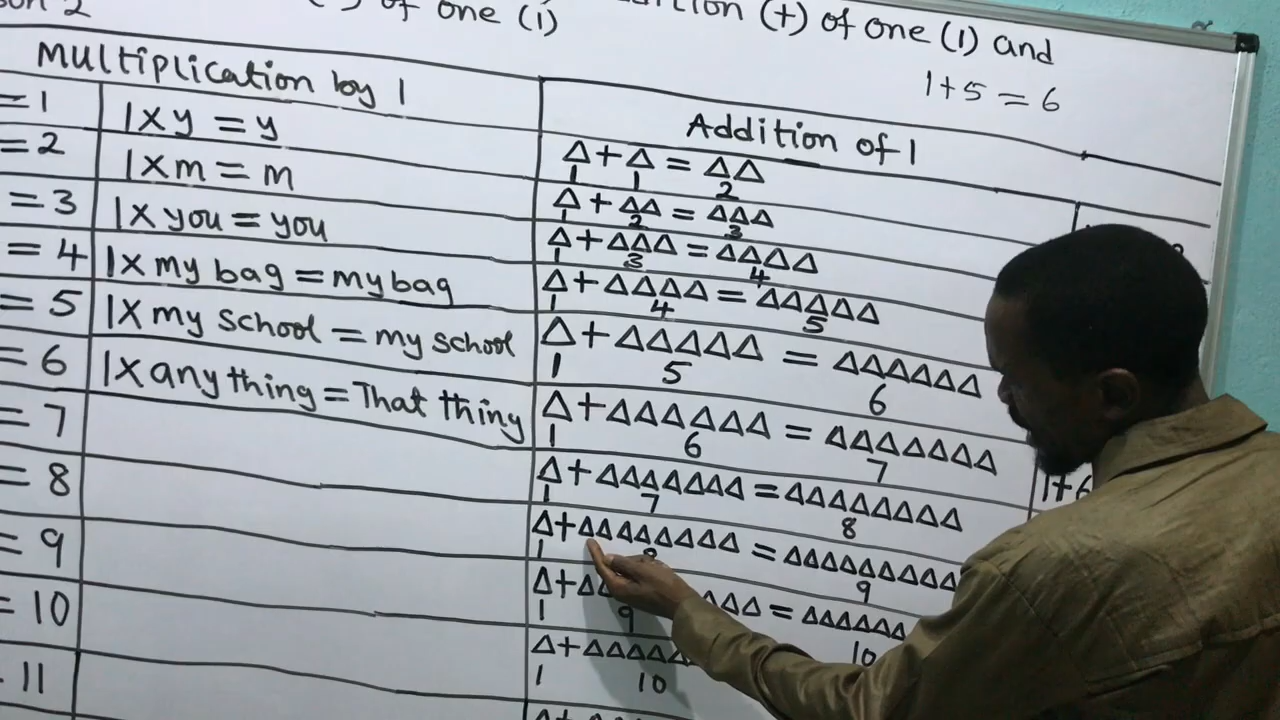 of one (1) (+) of one (1) and
1+5 = 6
Multiplication by 1
Addition of 1
=1
1 x y = y
Δ + Δ = ΔΔ
1 1 2
=2
1 x m = m
Δ + ΔΔ = ΔΔΔ
1 2 3
=3
1 x you = you
Δ + ΔΔΔ = ΔΔΔΔ
1 3 4
=4
1 x my bag = my bag
Δ + ΔΔΔΔ = ΔΔΔΔΔ
1 4 5
=5
1 X my school = my school
Δ + ΔΔΔΔΔ = ΔΔΔΔΔΔ
1 5 6
=6
1 X any thing = That thing
Δ + ΔΔΔΔΔΔ = ΔΔΔΔΔΔΔ
1 6 7
=7
Δ + ΔΔΔΔΔΔΔ = ΔΔΔΔΔΔΔΔ
1 7 8
1+6
=8
Δ + ΔΔΔΔΔΔΔΔ = ΔΔΔΔΔΔΔΔΔ
1 8 9
=9
1 9 10
=10
1 10
11